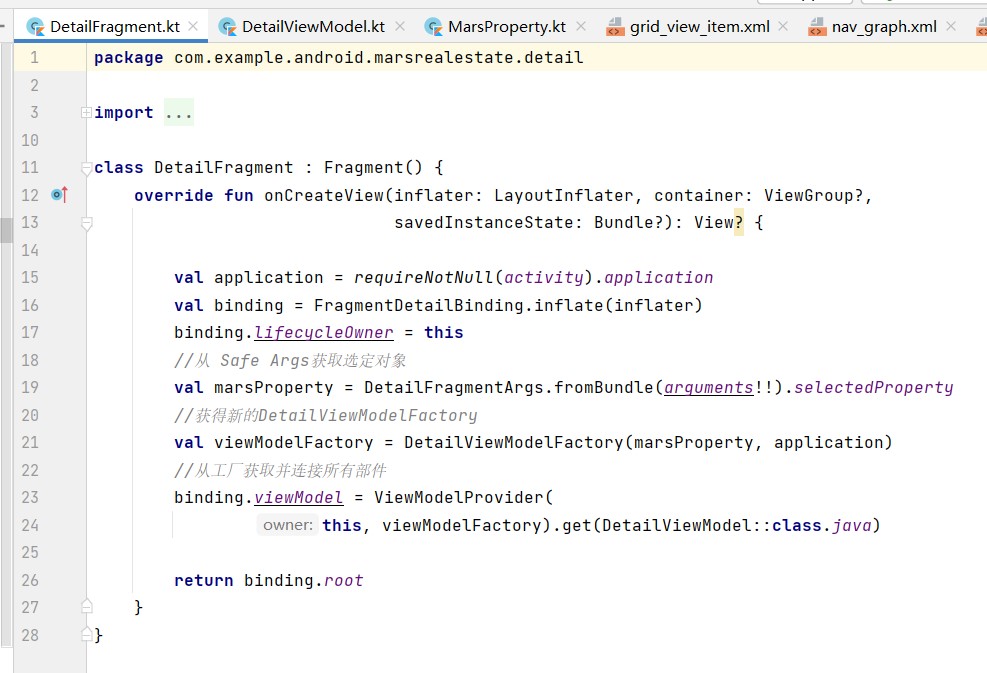 DetailFragment.kt DetailViewModel.kt MarsProperty.kt grid_view_item.xml nav_graph.xml
1 package com.example.android.marsrealestate.detail
2
3 import ...
10
11 class DetailFragment : Fragment() {
12 override fun onCreateView(inflater: LayoutInflater, container: ViewGroup?,
13 savedInstanceState: Bundle?): View? {
14
15 val application = requireNotNull(activity).application
16 val binding = FragmentDetailBinding.inflate(inflater)
17 binding.lifecycleOwner = this
18 //从 Safe Args获取选定对象
19 val marsProperty = DetailFragmentArgs.fromBundle(arguments!!).selectedProperty
20 //获得新的DetailViewModelFactory
21 val viewModelFactory = DetailViewModelFactory(marsProperty, application)
22 //从工厂获取并连接所有部件
23 binding.viewModel = ViewModelProvider(
24 owner: this, viewModelFactory).get(DetailViewModel::class.java)
25
26 return binding.root
27 }
28 }